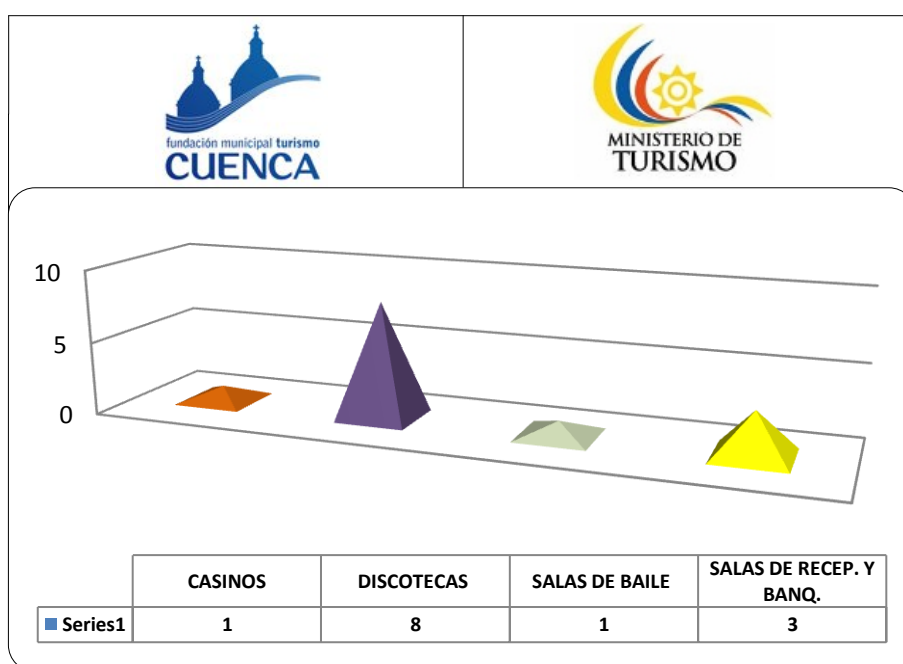 fundación municipal turismo
CUENCA
MINISTERIO DE
TURISMO
10
5
0
CASINOS
DISCOTECAS
SALAS DE BAILE
SALAS DE RECEP. Y
BANQ.
Series1
1
8
1
3